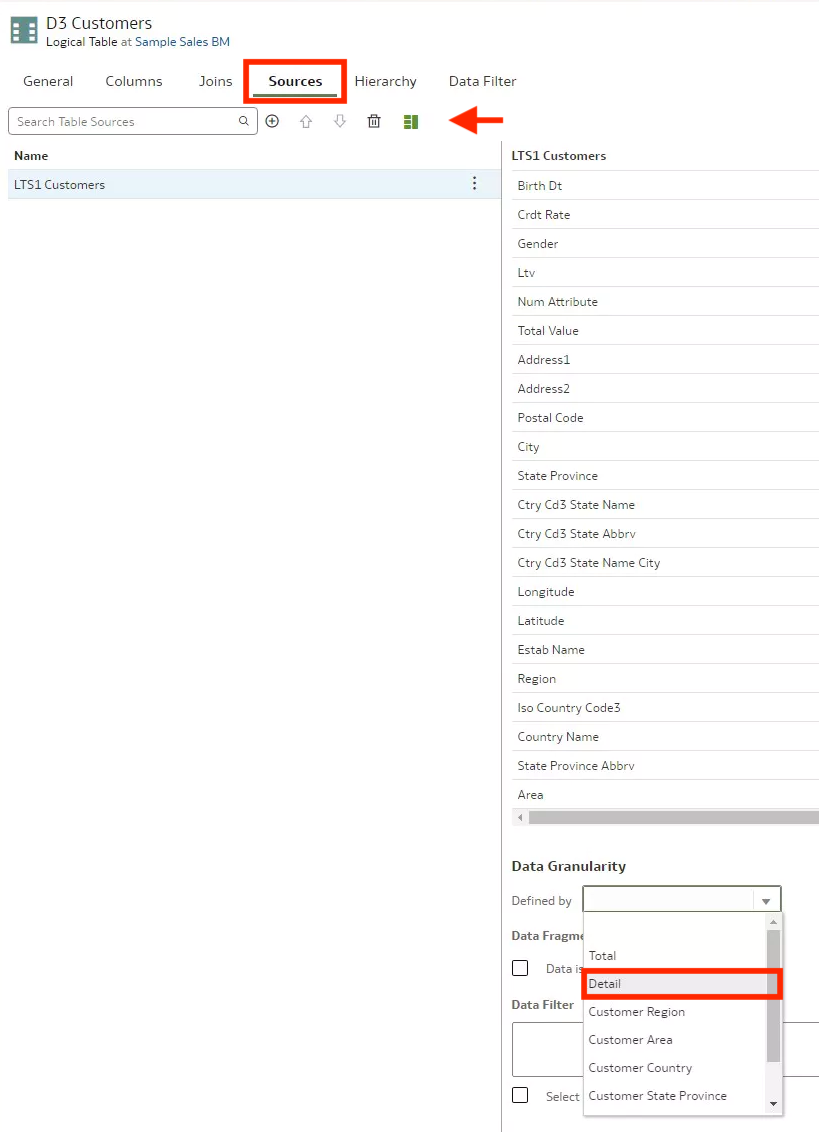 D3 Customers
Logical Table at Sample Sales BM
General Columns Joins Sources Hierarchy Data Filter
Search Table Sources
Name
LTS1 Customers
LTS1 Customers
Birth Dt
Crdt Rate
Gender
Ltv
Num Attribute
Total Value
Address1
Address2
Postal Code
City
State Province
Ctry Cd3 State Name
Ctry Cd3 State Abbrv
Ctry Cd3 State Name City
Longitude
Latitude
Estab Name
Region
Iso Country Code3
Country Name
State Province Abbrv
Area
Data Granularity
Defined by
Data Fragme
Total
Data is
Detail
Data Filter
Customer Region
Customer Area
Customer Country
Select
Customer State Province